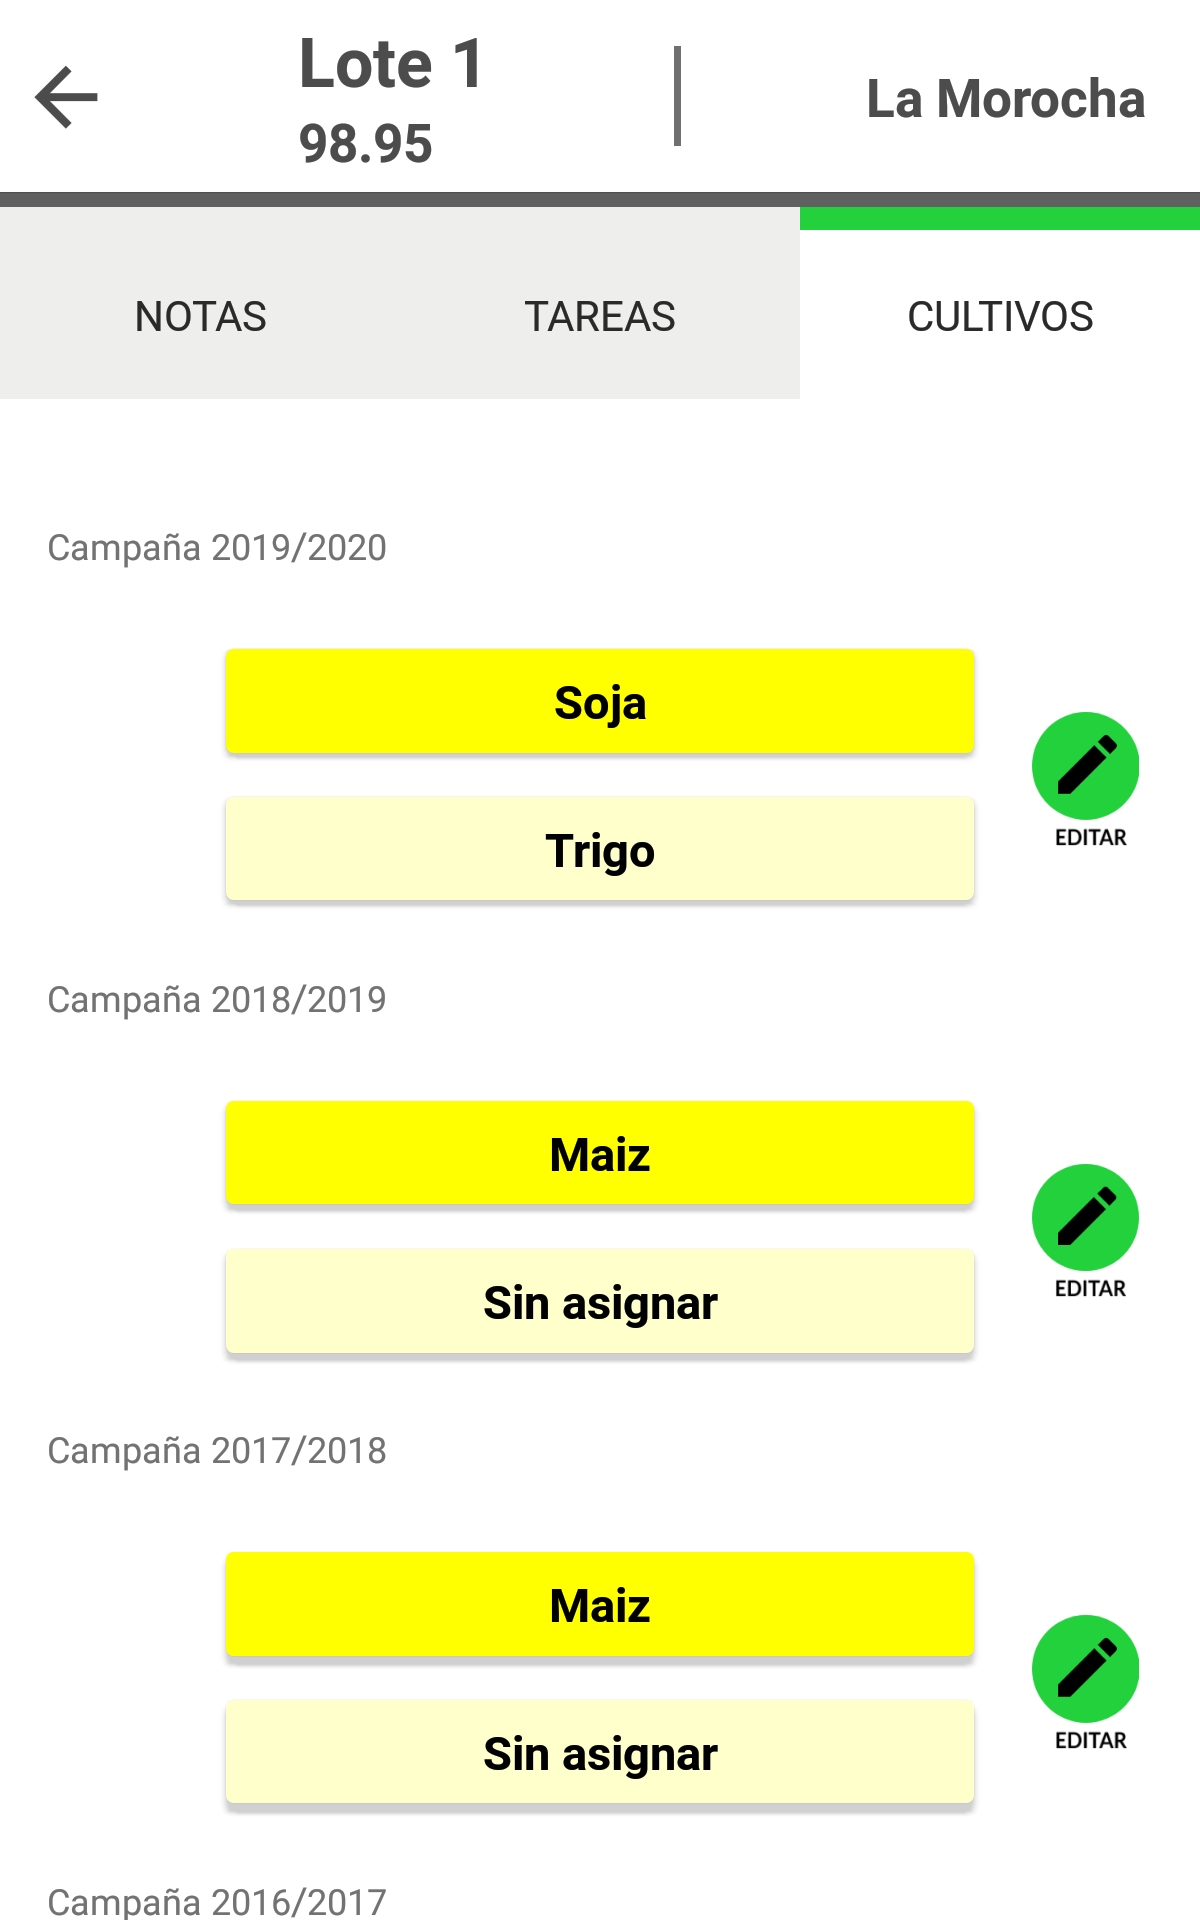 Lote 1
98.95
La Morocha
NOTAS
TAREAS
CULTIVOS
Campaña 2019/2020
Soja
Trigo
EDITAR
Campaña 2018/2019
Maiz
Sin asignar
EDITAR
Campaña 2017/2018
Maiz
Sin asignar
EDITAR
Campaña 2016/2017